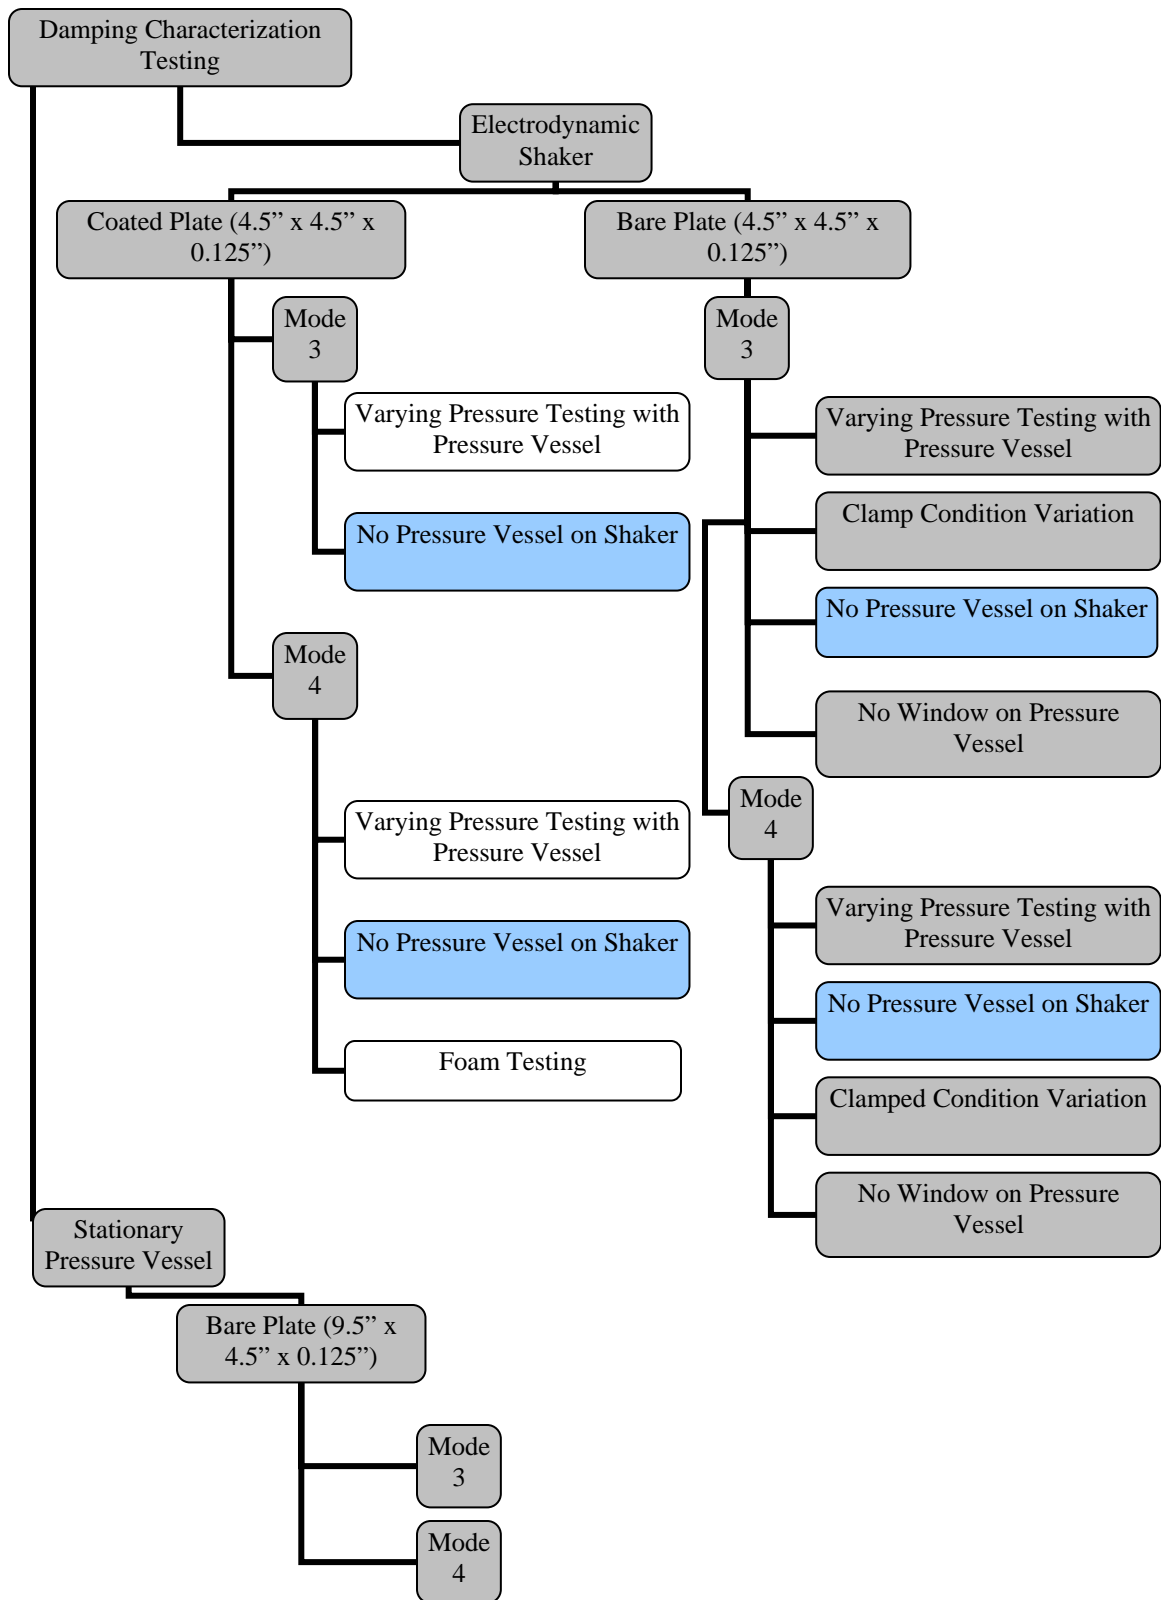 Damping Characterization
Testing
Electrodynamic
Shaker
Coated Plate (4.5” x 4.5” x
0.125”)
Mode
3
Varying Pressure Testing with
Pressure Vessel
No Pressure Vessel on Shaker
Mode
4
Varying Pressure Testing with
Pressure Vessel
No Pressure Vessel on Shaker
Foam Testing
Bare Plate (4.5” x 4.5” x
0.125”)
Mode
3
Varying Pressure Testing with
Pressure Vessel
Clamp Condition Variation
No Pressure Vessel on Shaker
No Window on Pressure
Vessel
Mode
4
Varying Pressure Testing with
Pressure Vessel
No Pressure Vessel on Shaker
Clamped Condition Variation
No Window on Pressure
Vessel
Stationary
Pressure Vessel
Bare Plate (9.5” x
4.5” x 0.125”)
Mode
3
Mode
4